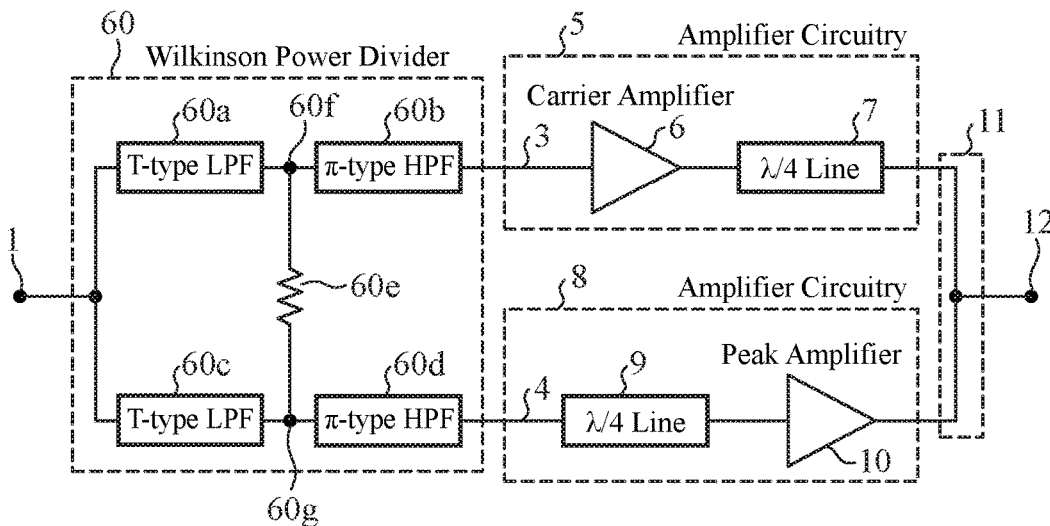 60
Wilkinson Power Divider
5
Amplifier Circuitry
60a
60f
60b
Carrier Amplifier
6
7
11
T-type LPF
π-type HPF
3
λ/4 Line
1
12
60e
8
Amplifier Circuitry
60c
60d
9
Peak Amplifier
T-type LPF
π-type HPF
4
λ/4 Line
10
60g